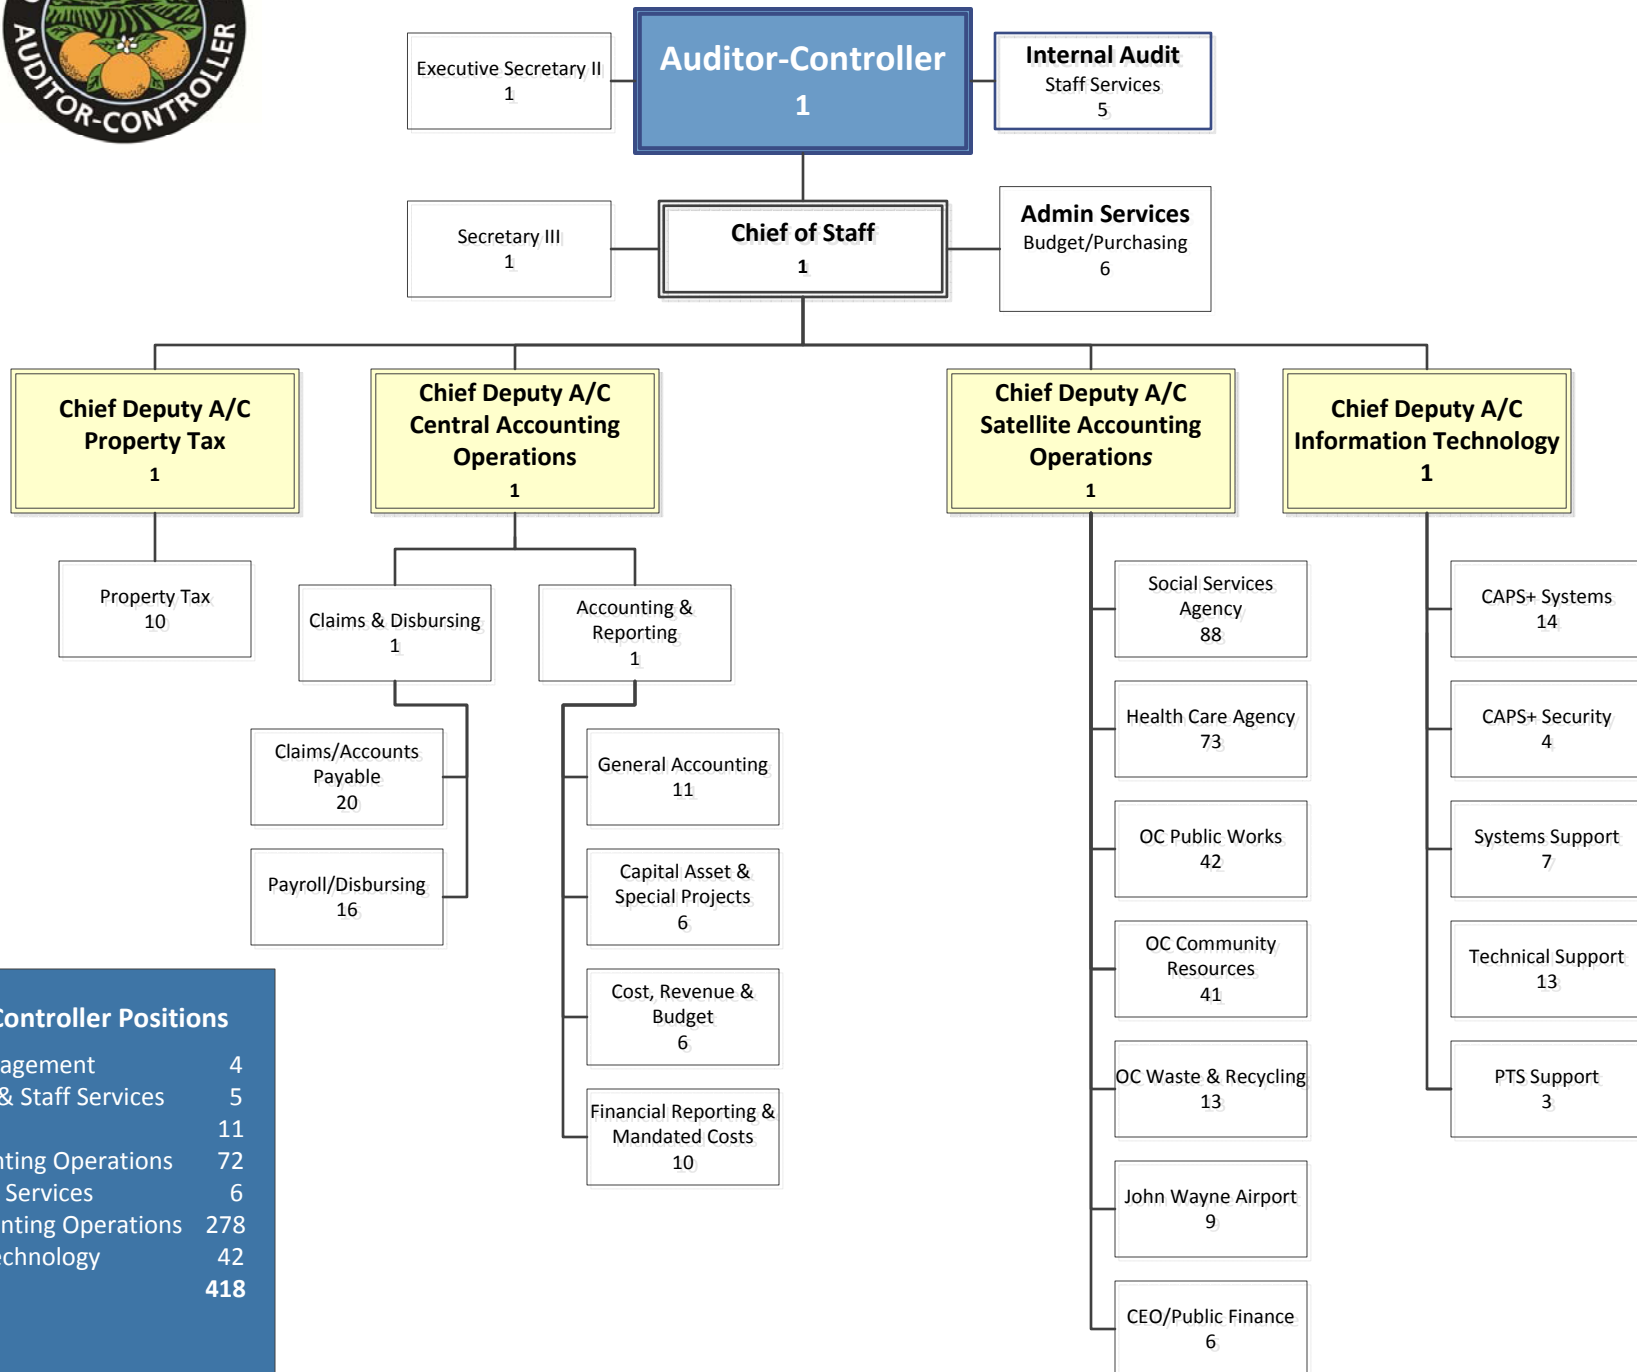 AUDITOR-CONTROLLER
Executive Secretary II
1
Auditor-Controller
1
Internal Audit
Staff Services
5
Secretary III
1
Chief of Staff
1
Admin Services
Budget/Purchasing
6
Chief Deputy A/C
Property Tax
1
Chief Deputy A/C
Central Accounting
Operations
1
Chief Deputy A/C
Satellite Accounting
Operations
1
Chief Deputy A/C
Information Technology
1
Property Tax
10
Claims & Disbursing
1
Accounting &
Reporting
1
Claims/Accounts
Payable
20
Payroll/Disbursing
16
General Accounting
11
Capital Asset &
Special Projects
6
Cost, Revenue &
Budget
6
Financial Reporting &
Mandated Costs
10
Social Services
Agency
88
Health Care Agency
73
OC Public Works
42
OC Community
Resources
41
OC Waste & Recycling
13
John Wayne Airport
9
CEO/Public Finance
6
CAPS+ Systems
14
CAPS+ Security
4
Systems Support
7
Technical Support
13
PTS Support
3
Controller Positions
agement 4
& Staff Services 5
11
nting Operations 72
Services 6
nting Operations 278
echnology 42
418